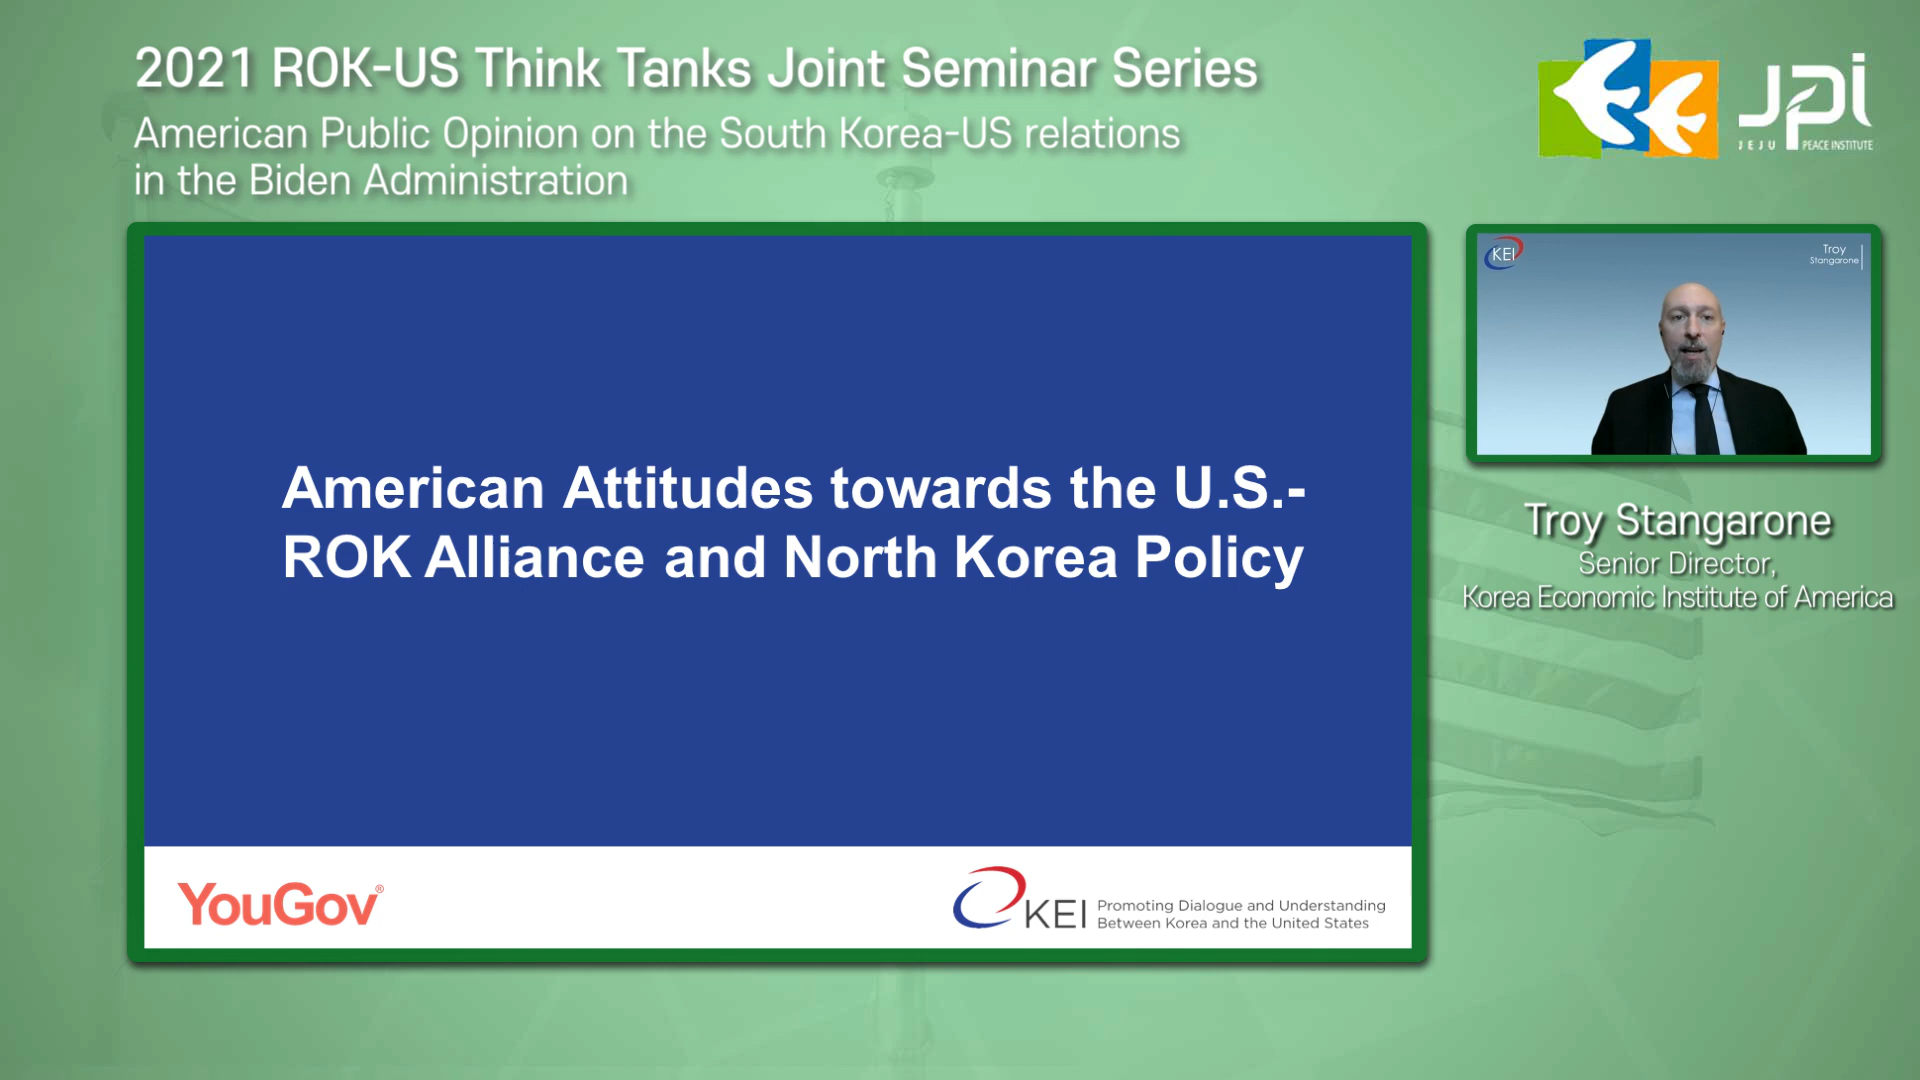 2021 ROK-US Think Tanks Joint Seminar Series
American Public Opinion on the South Korea-US relations
in the Biden Administration
JPI
JEJU PEACE INSTITUTE
KEI
Troy
Stangarone
American Attitudes towards the U.S.-
ROK Alliance and North Korea Policy
Troy Stangarone
Senior Director,
Korea Economic Institute of America
YouGov®
KEI
Promoting Dialogue and Understanding
Between Korea and the United States